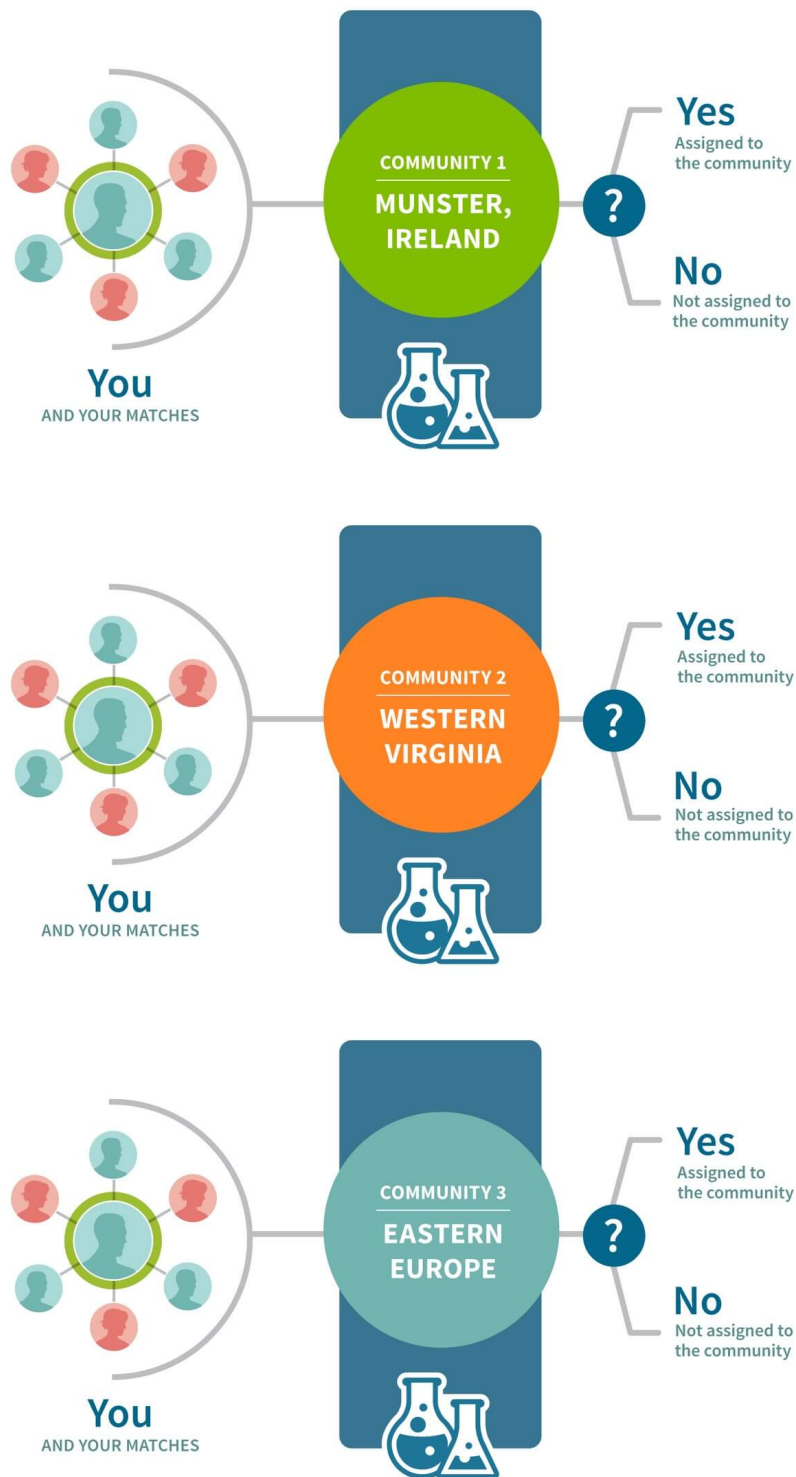 COMMUNITY 1
MUNSTER,
IRELAND
?
Yes
Assigned to
the community
No
Not assigned to
the community
You
AND YOUR MATCHES
COMMUNITY 2
WESTERN
VIRGINIA
?
Yes
Assigned to
the community
No
Not assigned to
the community
You
AND YOUR MATCHES
COMMUNITY 3
EASTERN
EUROPE
?
Yes
Assigned to
the community
No
Not assigned to
the community
You
AND YOUR MATCHES